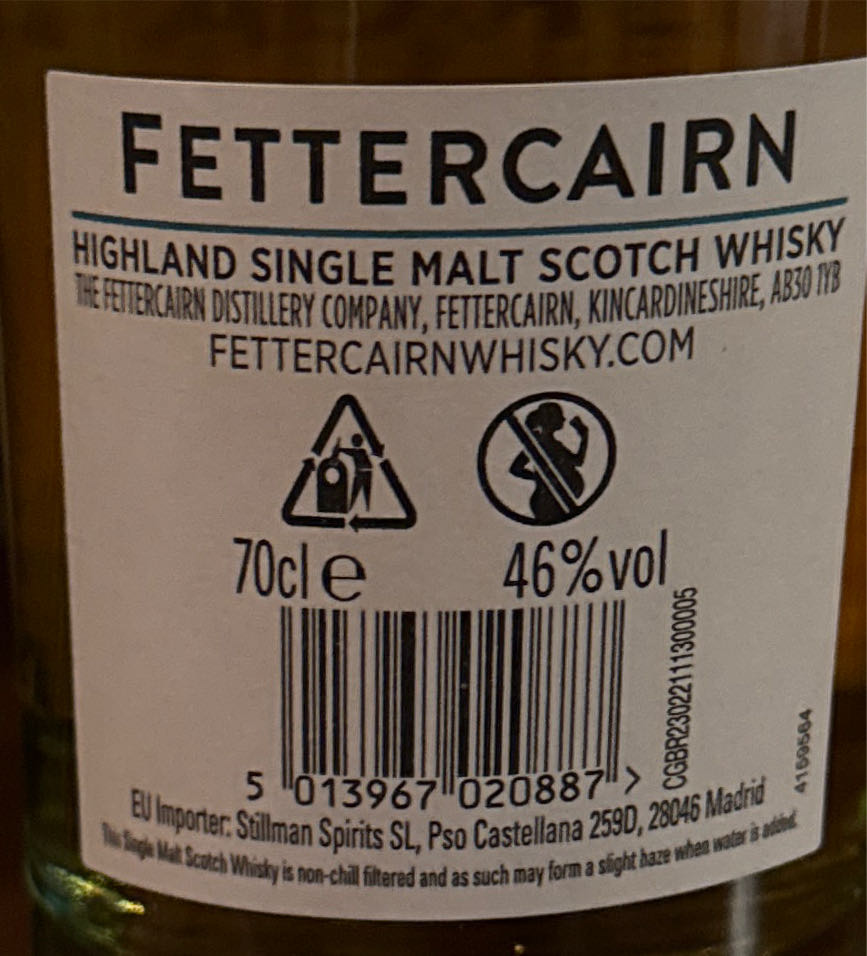 FETTERCAIRN
HIGHLAND SINGLE MALT SCOTCH WHISKY
THE FETTERCAIRN DISTILLERY COMPANY, FETTERCAIRN, KINCARDINESHIRE, AB30 1YB
FETTERCAIRNWHISKY.COM
70cl e 46%vol
5 013967 020887 >
CGBR23022111300005
4169564
EU Importer: Stillman Spirits SL, Pso Castellana 259D, 28046 Madrid
This Single Malt Scotch Whisky is non-chill filtered and as such may form a slight haze when water is added.